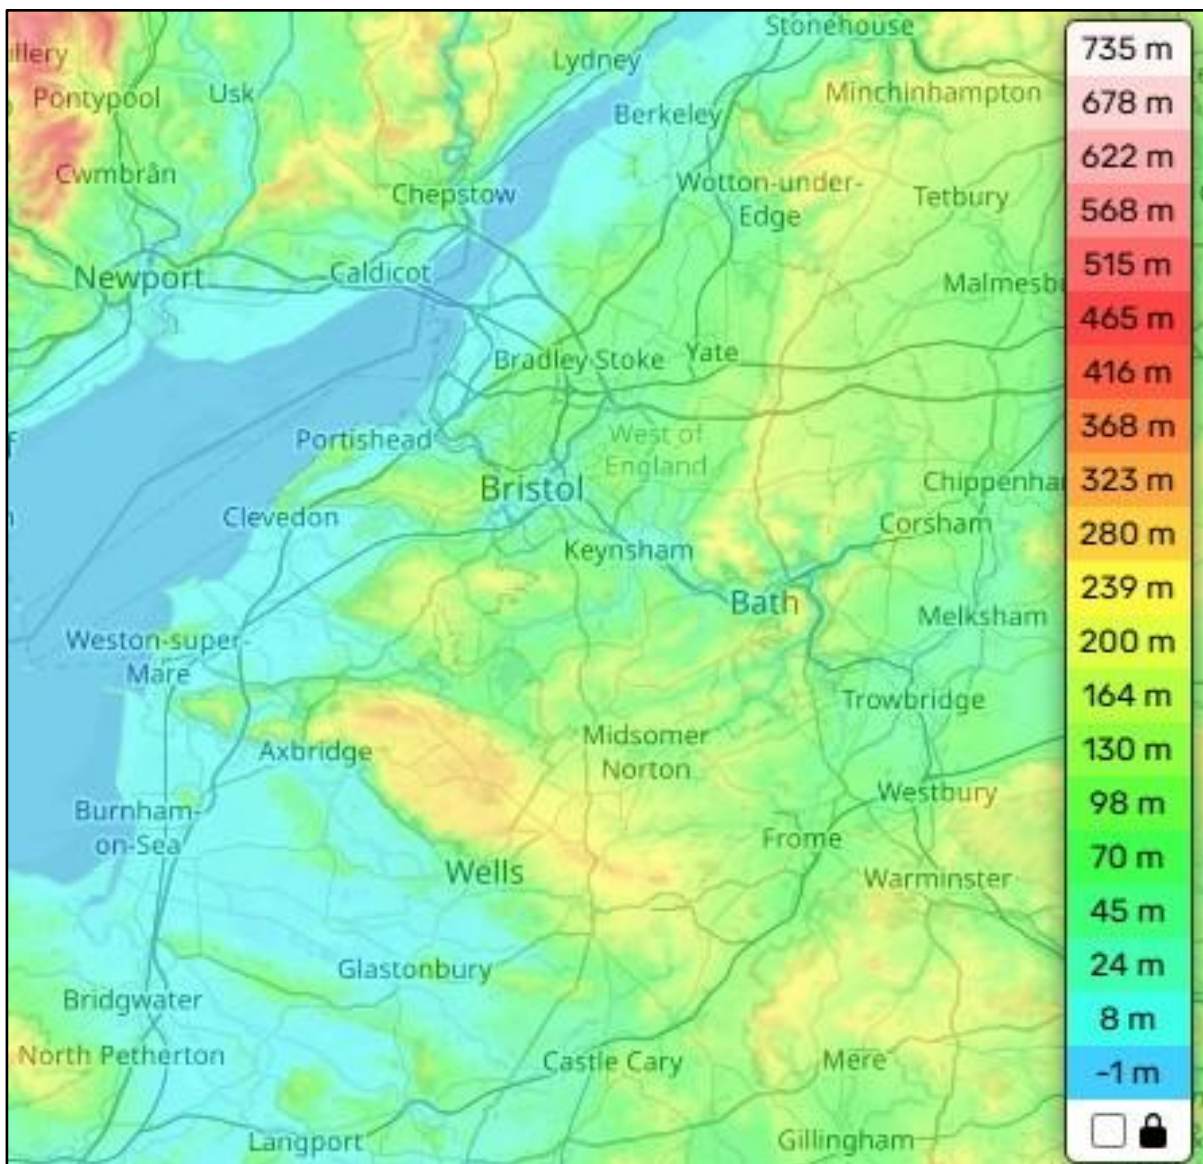 Stonehouse
illery
Lydney
Pontypool
Usk
Minchinhampton
Berkeley
Cwmbrân
Chepstow
Wotton-under-
Edge
Tetbury
Newport
Caldicot
Malmesbu
Bradley Stoke
Yate
Portishead
West of
England
Bristol
Chippenha
Clevedon
Corsham
Keynsham
Bath
Melksham
Weston-super-
Mare
Trowbridge
Midsomer
Norton
Axbridge
Westbury
Burnham-
on-Sea
Frome
Wells
Warminster
Glastonbury
Bridgwater
North Petherton
Castle Cary
Mere
Langport
Gillingham
735 m
678 m
622 m
568 m
515 m
465 m
416 m
368 m
323 m
280 m
239 m
200 m
164 m
130 m
98 m
70 m
45 m
24 m
8 m
-1 m